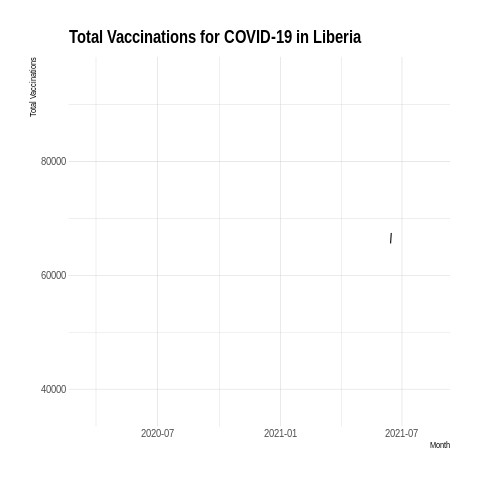 Total Vaccinations for COVID-19 in Liberia
Total Vaccinations
80000
60000
40000
2020-07
2021-01
2021-07
Month